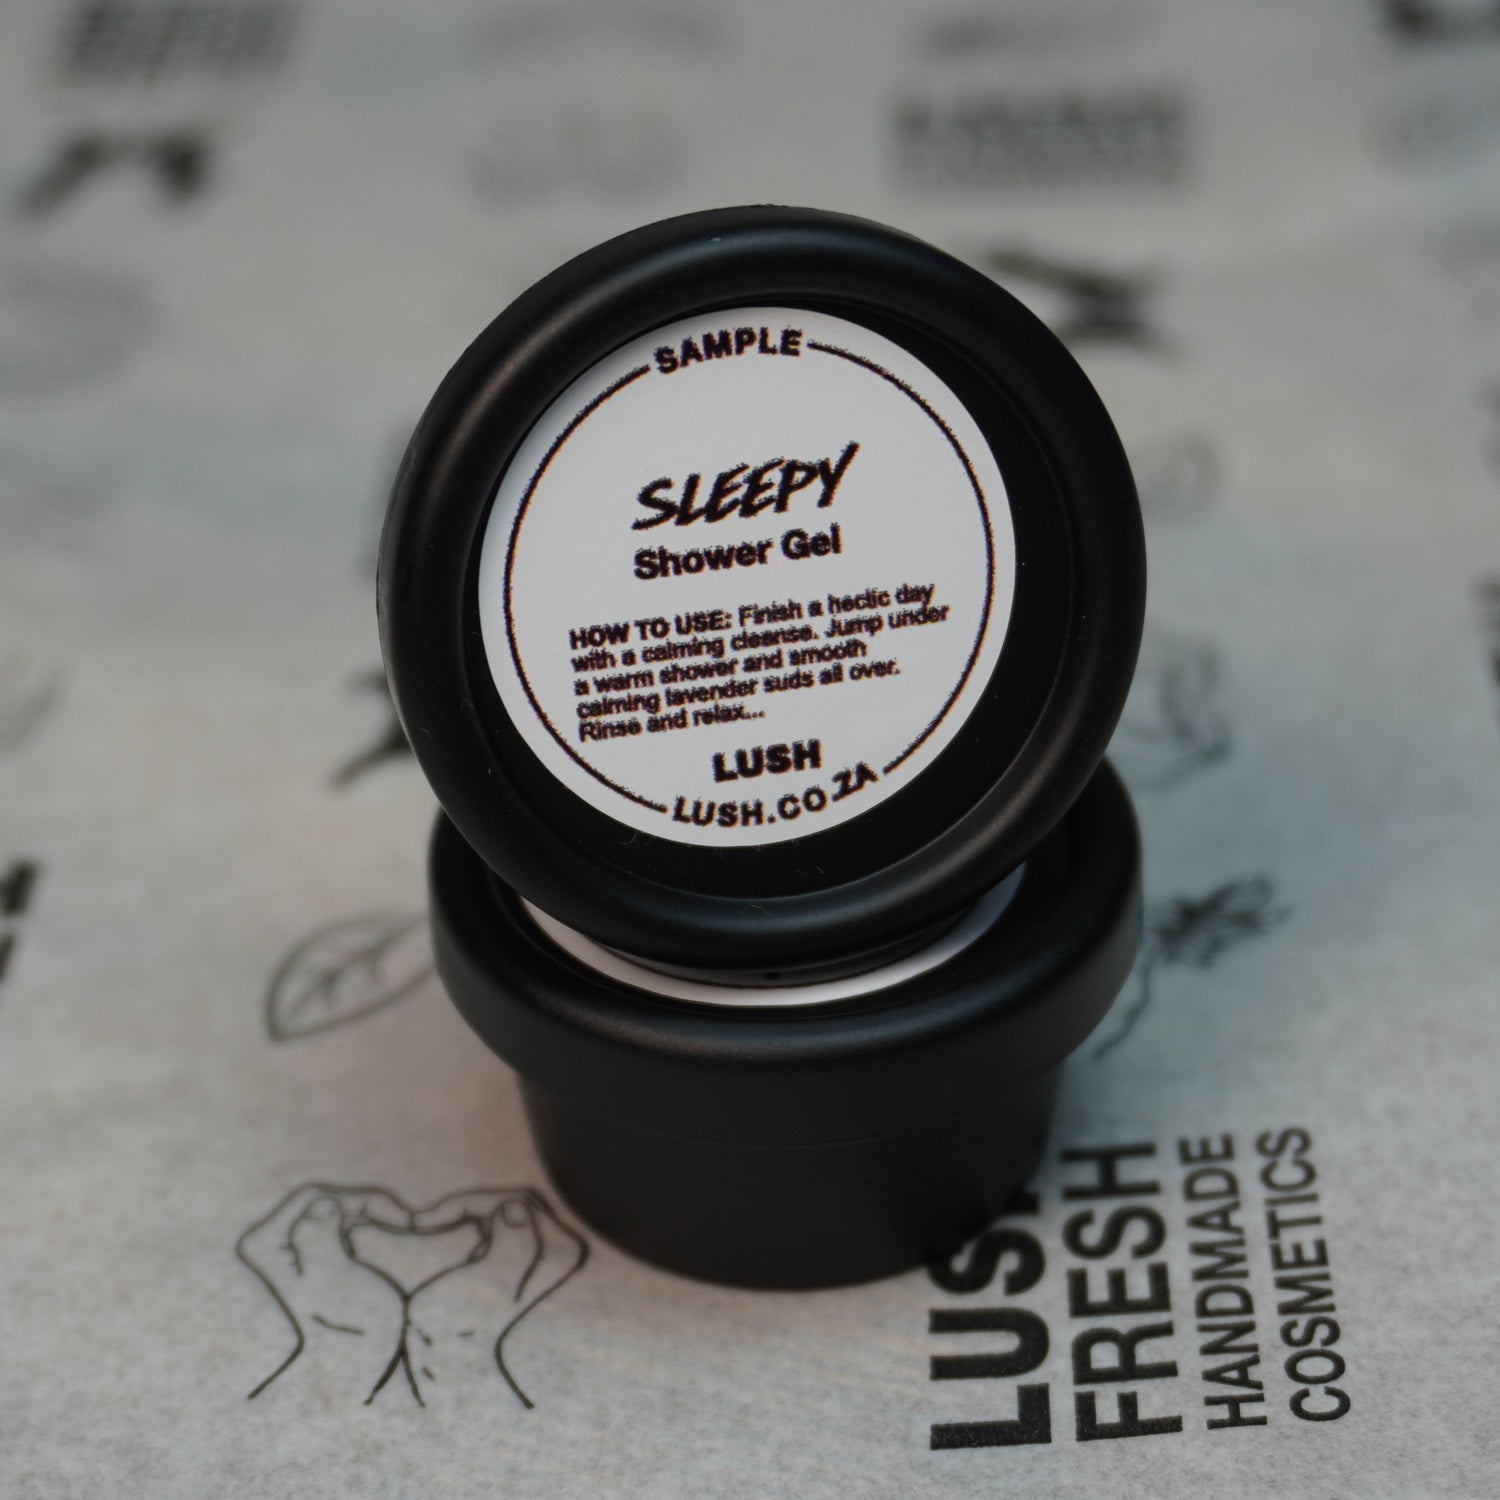 SAMPLE
SLEEPY
Shower Gel
HOW TO USE: Finish a hectic day
with a calming cleanse. Jump under
a warm shower and smooth
calming lavender suds all over.
Rinse and relax...
LUSH
LUSH.CO.ZA
LUSH
FRESH
HANDMADE
COSMETICS